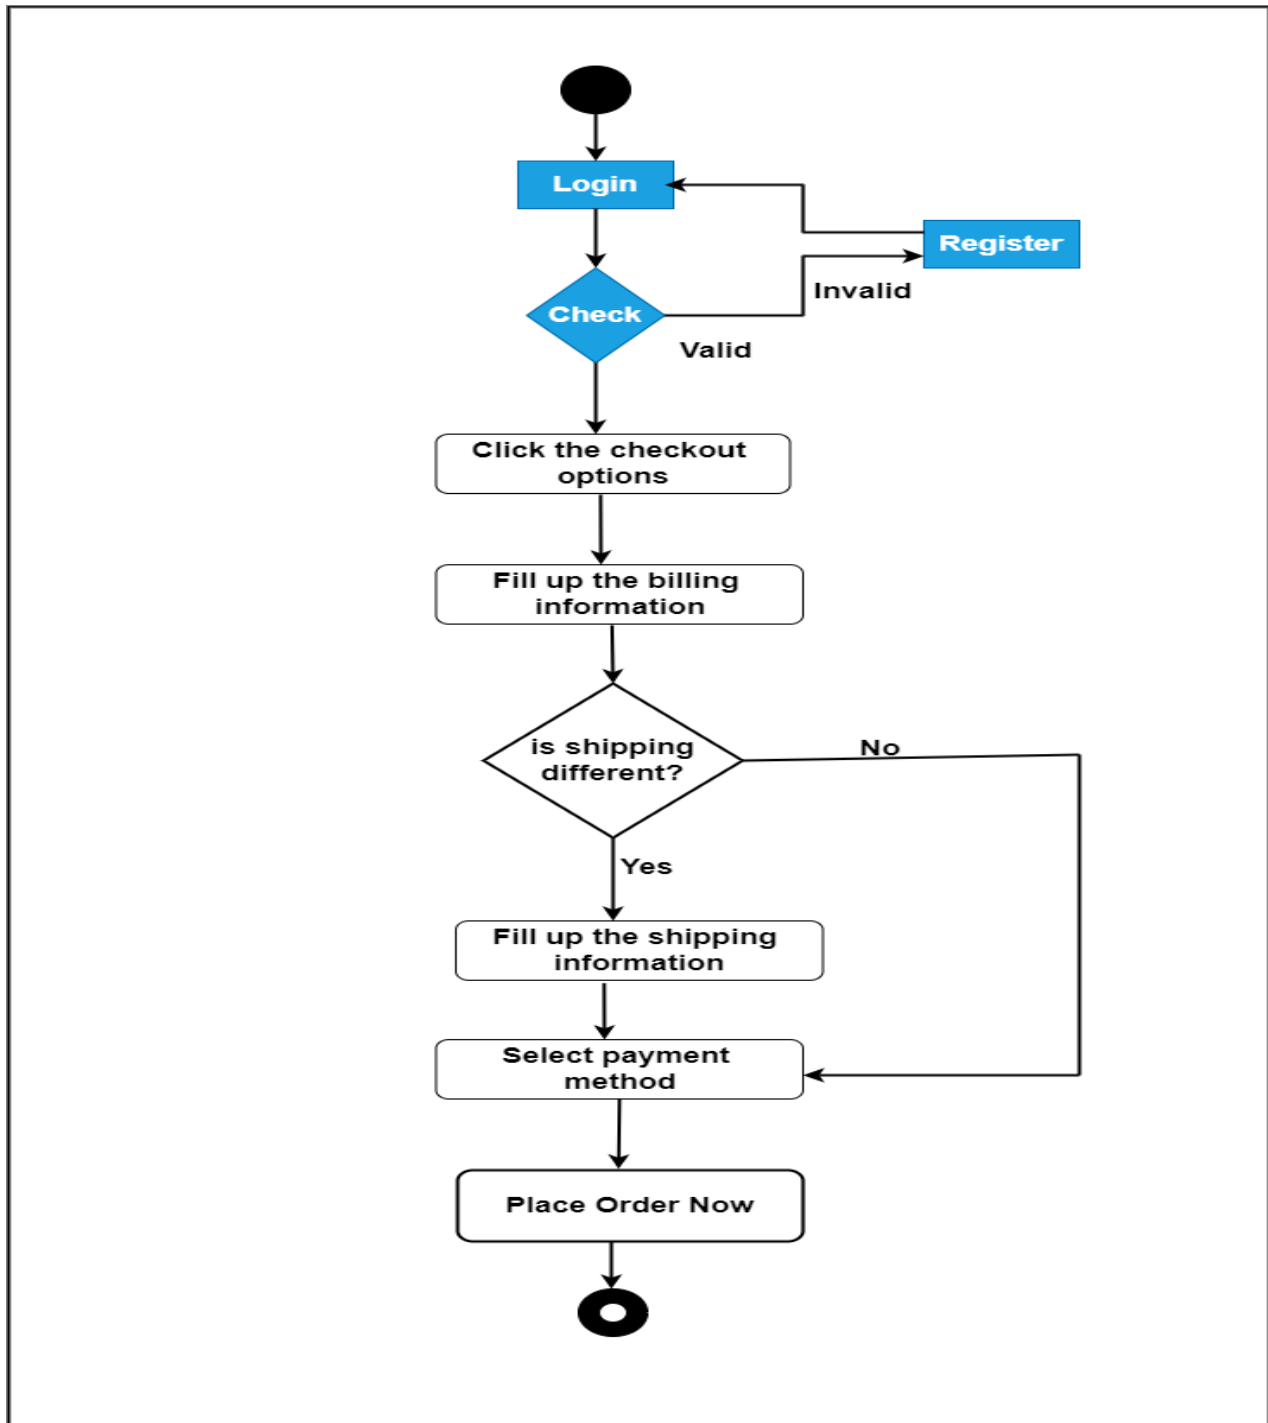 Login
Register
Check
Invalid
Valid
Click the checkout
options
Fill up the billing
information
is shipping
different?
No
Yes
Fill up the shipping
information
Select payment
method
Place Order Now